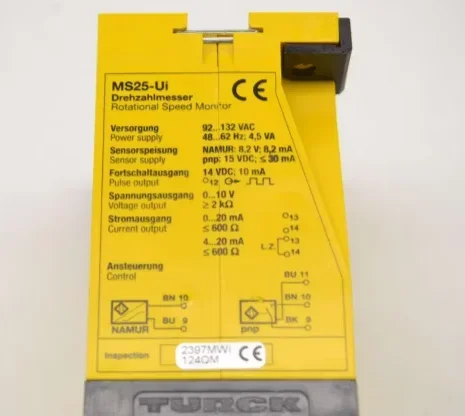 MS25-Ui
Drehzahlmesser
Rotational Speed Monitor
CE
Versorgung 92...132 VAC
Power supply 48...62 Hz; 4,5 VA
Sensorspeisung NAMUR: 8,2 V; 8,2 mA
Sensor supply pnp: 15 VDC; ≤ 30 mA
Fortschaltausgang 14 VDC; 10 mA
Pulse output 12
Spannungsausgang 0...10 V
Voltage output ≥ 2 kΩ
Stromausgang 0...20 mA 13
Current output ≤ 600 Ω 14
4...20 mA L.Z. 13
≤ 600 Ω 14
Ansteuerung
Control
BU 11
BN 10 BN 10
BU 9 BK 9
NAMUR pnp
Inspection 2397MWi CE
124QM
TURCK